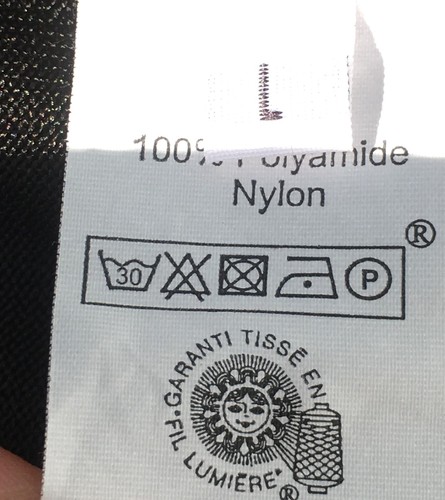 L
100% Polyamide
Nylon
®
30
P
GARANTI TISSÉ EN
FIL LUMIÈRE
®